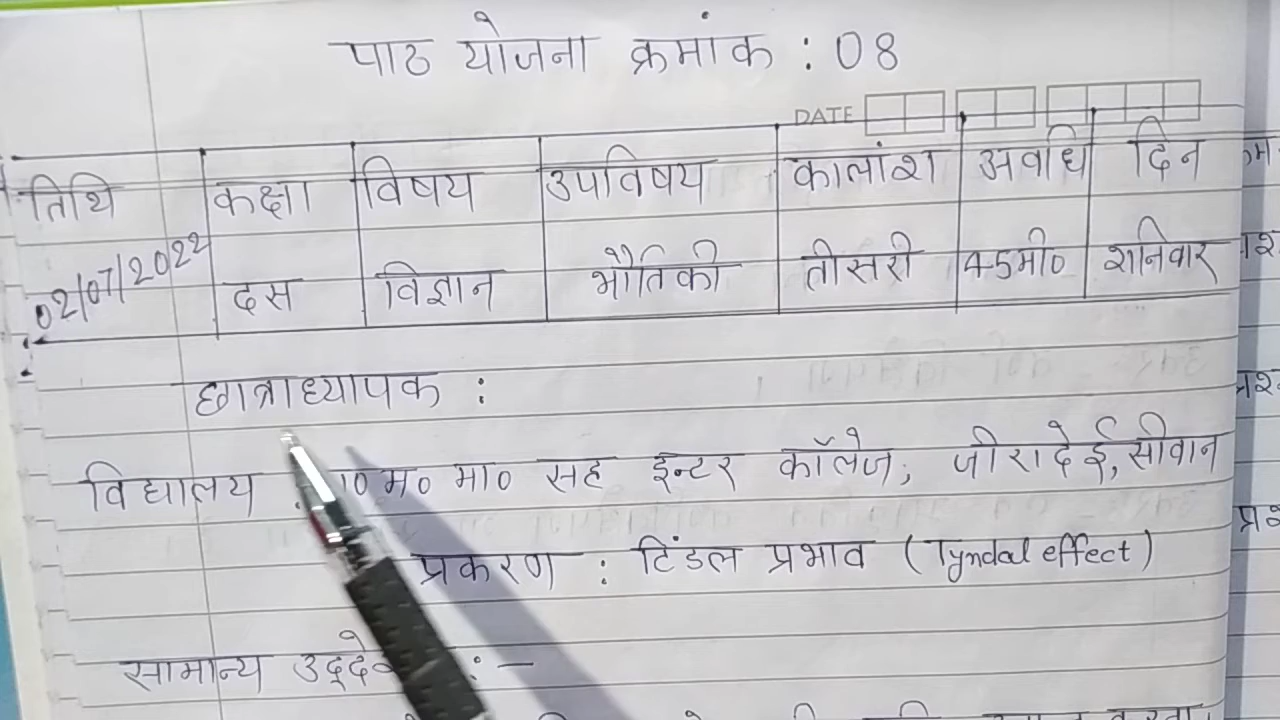 पाठ योजना क्रमांक : 08
DATE
तिथि कक्षा विषय उपविषय कालांश अवधि दिन
02/07/2022 दस विज्ञान भौतिकी तीसरी 45मी० शनिवार
छात्राध्यापक :
विद्यालय म० मा० सह इन्टर कॉलेज, जीरादेई, सीवान
प्रकरण : टिंडल प्रभाव (Tyndal effect)
सामान्य :-